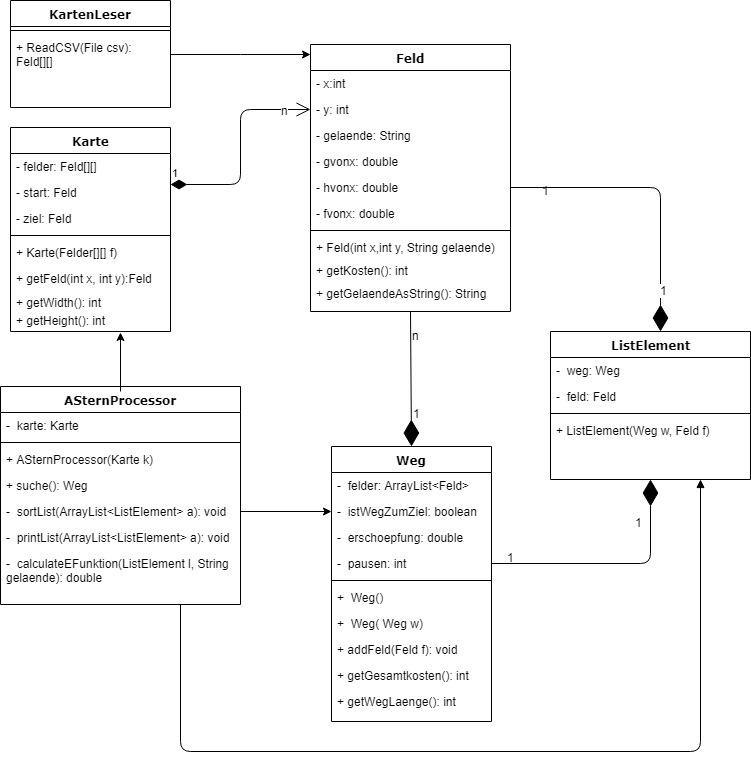 KartenLeser
+ ReadCSV(File csv):
Feld[][]
Karte
- felder: Feld[][]
- start: Feld
- ziel: Feld
+ Karte(Felder[][] f)
+ getFeld(int x, int y):Feld
+ getWidth(): int
+ getHeight(): int
1
n
Feld
- x:int
- y: int
- gelaende: String
- gvonx: double
- hvonx: double
- fvonx: double
+ Feld(int x,int y, String gelaende)
+ getKosten(): int
+ getGelaendeAsString(): String
1
1
n
1
ListElement
- weg: Weg
- feld: Feld
+ ListElement(Weg w, Feld f)
ASternProcessor
- karte: Karte
+ ASternProcessor(Karte k)
+ suche(): Weg
- sortList(ArrayList<ListElement> a): void
- printList(ArrayList<ListElement> a): void
- calculateEFunktion(ListElement l, String
gelaende): double
Weg
- felder: ArrayList<Feld>
- istWegZumZiel: boolean
- erschoepfung: double
- pausen: int
+ Weg()
+ Weg( Weg w)
+ addFeld(Feld f): void
+ getGesamtkosten(): int
+ getWegLaenge(): int
1
1